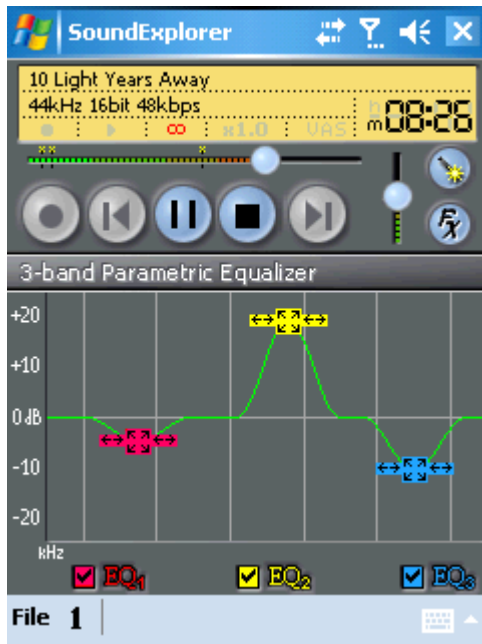 SoundExplorer
10 Light Years Away
44kHz 16bit 48kbps
∞ x1.0 VAS
h m 08:26
FX
3-band Parametric Equalizer
+20
+10
0 dB
-10
-20
kHz
EQ1 EQ2 EQ3
File 1